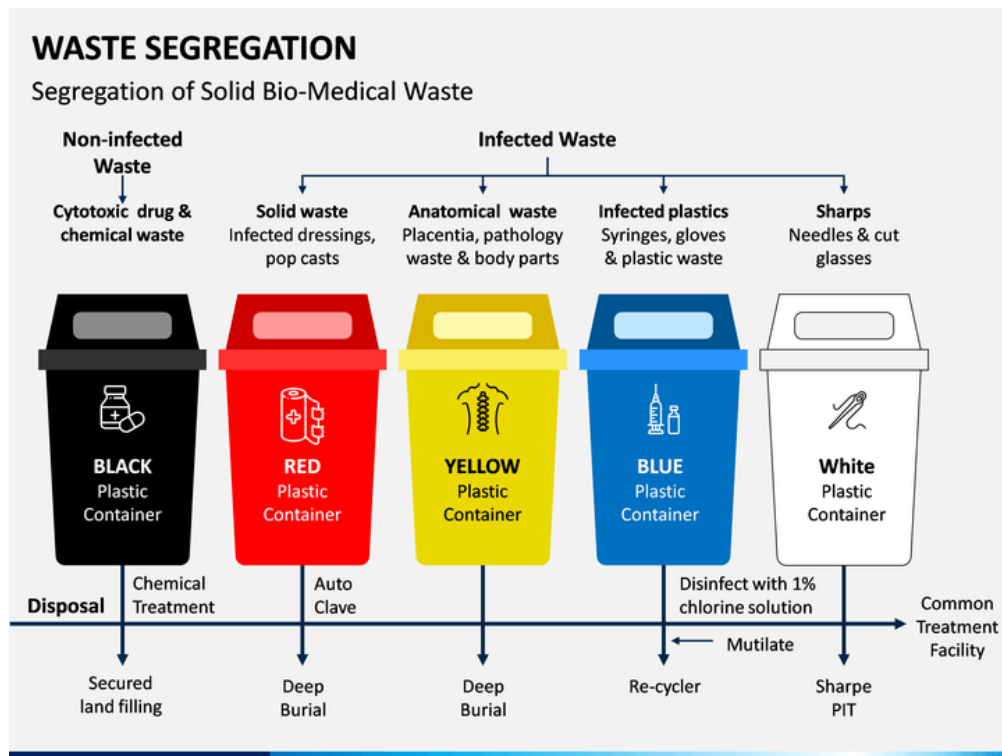 WASTE SEGREGATION
Segregation of Solid Bio-Medical Waste
Non-infected
Waste
Infected Waste
Cytotoxic drug &
chemical waste
Solid waste
Infected dressings,
pop casts
Anatomical waste
Placentia, pathology
waste & body parts
Infected plastics
Syringes, gloves
& plastic waste
Sharps
Needles & cut
glasses
BLACK
Plastic
Container
RED
Plastic
Container
YELLOW
Plastic
Container
BLUE
Plastic
Container
White
Plastic
Container
Disposal
Chemical
Treatment
Auto
Clave
Disinfect with 1%
chlorine solution
Mutilate
Common
Treatment
Facility
Secured
land filling
Deep
Burial
Deep
Burial
Re-cycler
Sharpe
PIT